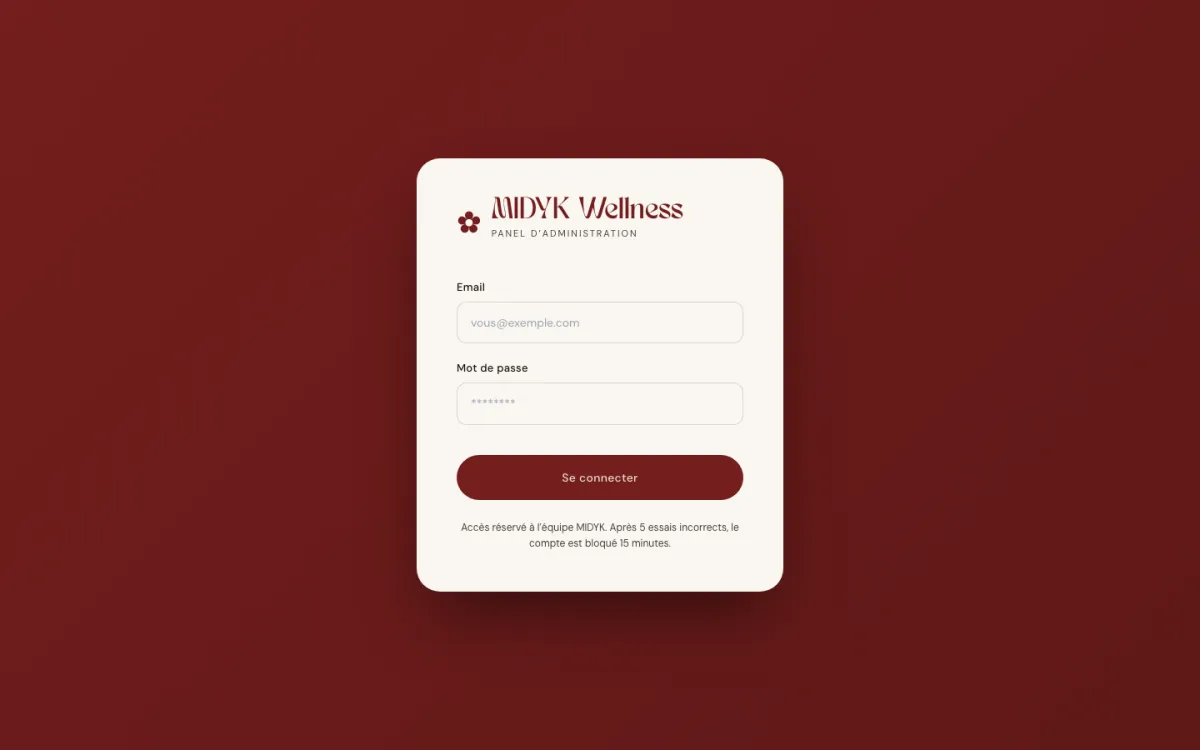 MIDYK Wellness
PANEL D'ADMINISTRATION
Email
vous@exemple.com
Mot de passe
********
Se connecter
Accès réservé à l'équipe MIDYK. Après 5 essais incorrects, le
compte est bloqué 15 minutes.